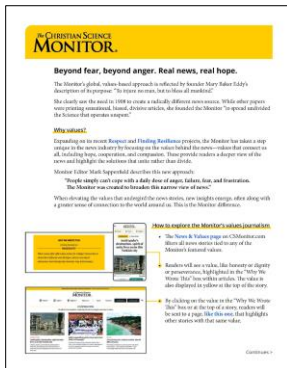 The CHRISTIAN SCIENCE
MONITOR®
Beyond fear, beyond anger. Real news, real hope.
The Monitor's global, values-based approach is reflected by founder Mary Baker Eddy's
description of its purpose: "To injure no man, but to bless all mankind."
She clearly saw the need in 1908 to create a radically different news source. While other papers
were printing sensational, biased, divisive articles, she founded the Monitor "to spread undivided
the Science that operates unspent."
Why values?
Expanding on its recent Respect and Finding Resilience projects, the Monitor has taken a step
unique in the news industry by focusing on the values behind the news—values that connect us
all, including hope, cooperation, and compassion. These provide readers a deeper view of the
news and highlight the solutions that unite rather than divide.
Monitor Editor Mark Sappenfield describes this new approach:
"People simply can't cope with a daily dose of anger, failure, fear, and frustration.
The Monitor was created to broaden this narrow view of news."
When elevating the values that undergird the news stories, new insights emerge, often along with
a greater sense of connection to the world around us. This is the Monitor difference.
How to explore the Monitor's values journalism
The News & Values page on CSMonitor.com
filters all news stories tied to any of the
Monitor's featured values.
Readers will see a value, like honesty or dignity
or perseverance, highlighted in the "Why We
Wrote This" box within articles. The value is
also displayed in yellow at the top of the story.
By clicking on the value in the "Why We Wrote
This" box or at the top of a story, readers will
be sent to a page, like this one, that highlights
other stories with that same value.
MONITOR
Continues >